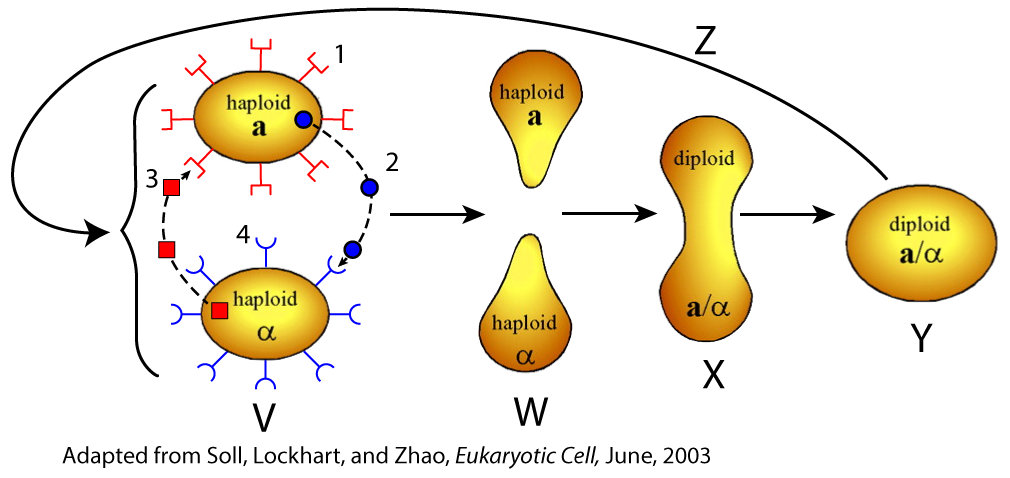 Z
1
haploid
a
2
3
4
haploid
α
V
haploid
a
haploid
α
W
diploid
a/α
X
diploid
a/α
Y
Adapted from Soll, Lockhart, and Zhao, Eukaryotic Cell, June, 2003